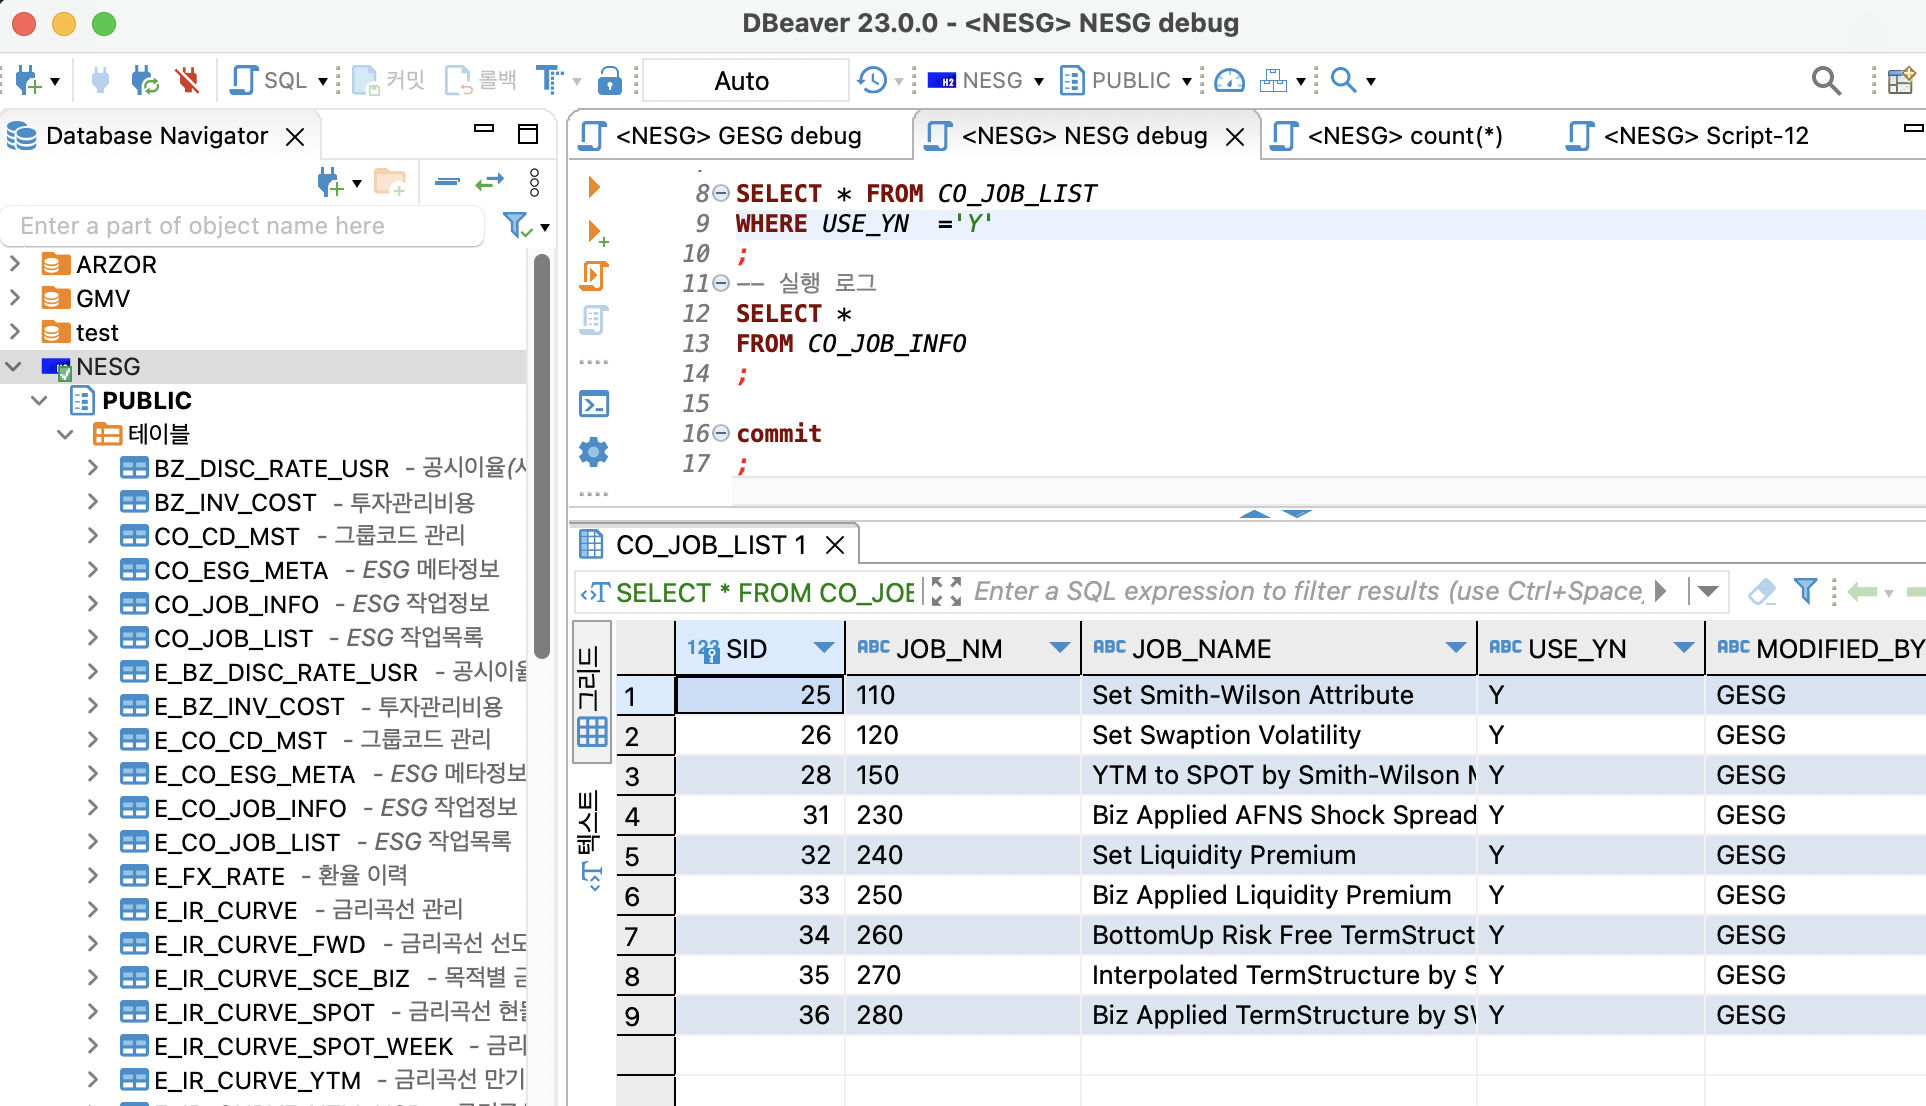 DBeaver 23.0.0 - <NESG> NESG debug
SQL 커밋 롤백 Auto NESG PUBLIC
Database Navigator
Enter a part of object name here
ARZOR
GMV
test
NESG
PUBLIC
테이블
BZ_DISC_RATE_USR - 공시이율(사
BZ_INV_COST - 투자관리비용
CO_CD_MST - 그룹코드 관리
CO_ESG_META - ESG 메타정보
CO_JOB_INFO - ESG 작업정보
CO_JOB_LIST - ESG 작업목록
E_BZ_DISC_RATE_USR - 공시이율
E_BZ_INV_COST - 투자관리비용
E_CO_CD_MST - 그룹코드 관리
E_CO_ESG_META - ESG 메타정보
E_CO_JOB_INFO - ESG 작업정보
E_CO_JOB_LIST - ESG 작업목록
E_FX_RATE - 환율 이력
E_IR_CURVE - 금리곡선 관리
E_IR_CURVE_FWD - 금리곡선 선도
E_IR_CURVE_SCE_BIZ - 목적별 금
E_IR_CURVE_SPOT - 금리곡선 현물
E_IR_CURVE_SPOT_WEEK - 금리
E_IR_CURVE_YTM - 금리곡선 만기
<NESG> GESG debug <NESG> NESG debug <NESG> count(*) <NESG> Script-12
8 SELECT * FROM CO_JOB_LIST
9 WHERE USE_YN ='Y'
10 ;
11 -- 실행 로그
12 SELECT *
13 FROM CO_JOB_INFO
14 ;
15
16 commit
17 ;
CO_JOB_LIST 1
SELECT * FROM CO_JOB Enter a SQL expression to filter results (use Ctrl+Space)
그리드
텍스트
123 SID ABC JOB_NM ABC JOB_NAME ABC USE_YN ABC MODIFIED_BY
1 25 110 Set Smith-Wilson Attribute Y GESG
2 26 120 Set Swaption Volatility Y GESG
3 28 150 YTM to SPOT by Smith-Wilson M Y GESG
4 31 230 Biz Applied AFNS Shock Spread Y GESG
5 32 240 Set Liquidity Premium Y GESG
6 33 250 Biz Applied Liquidity Premium Y GESG
7 34 260 BottomUp Risk Free TermStruct Y GESG
8 35 270 Interpolated TermStructure by S Y GESG
9 36 280 Biz Applied TermStructure by SW Y GESG